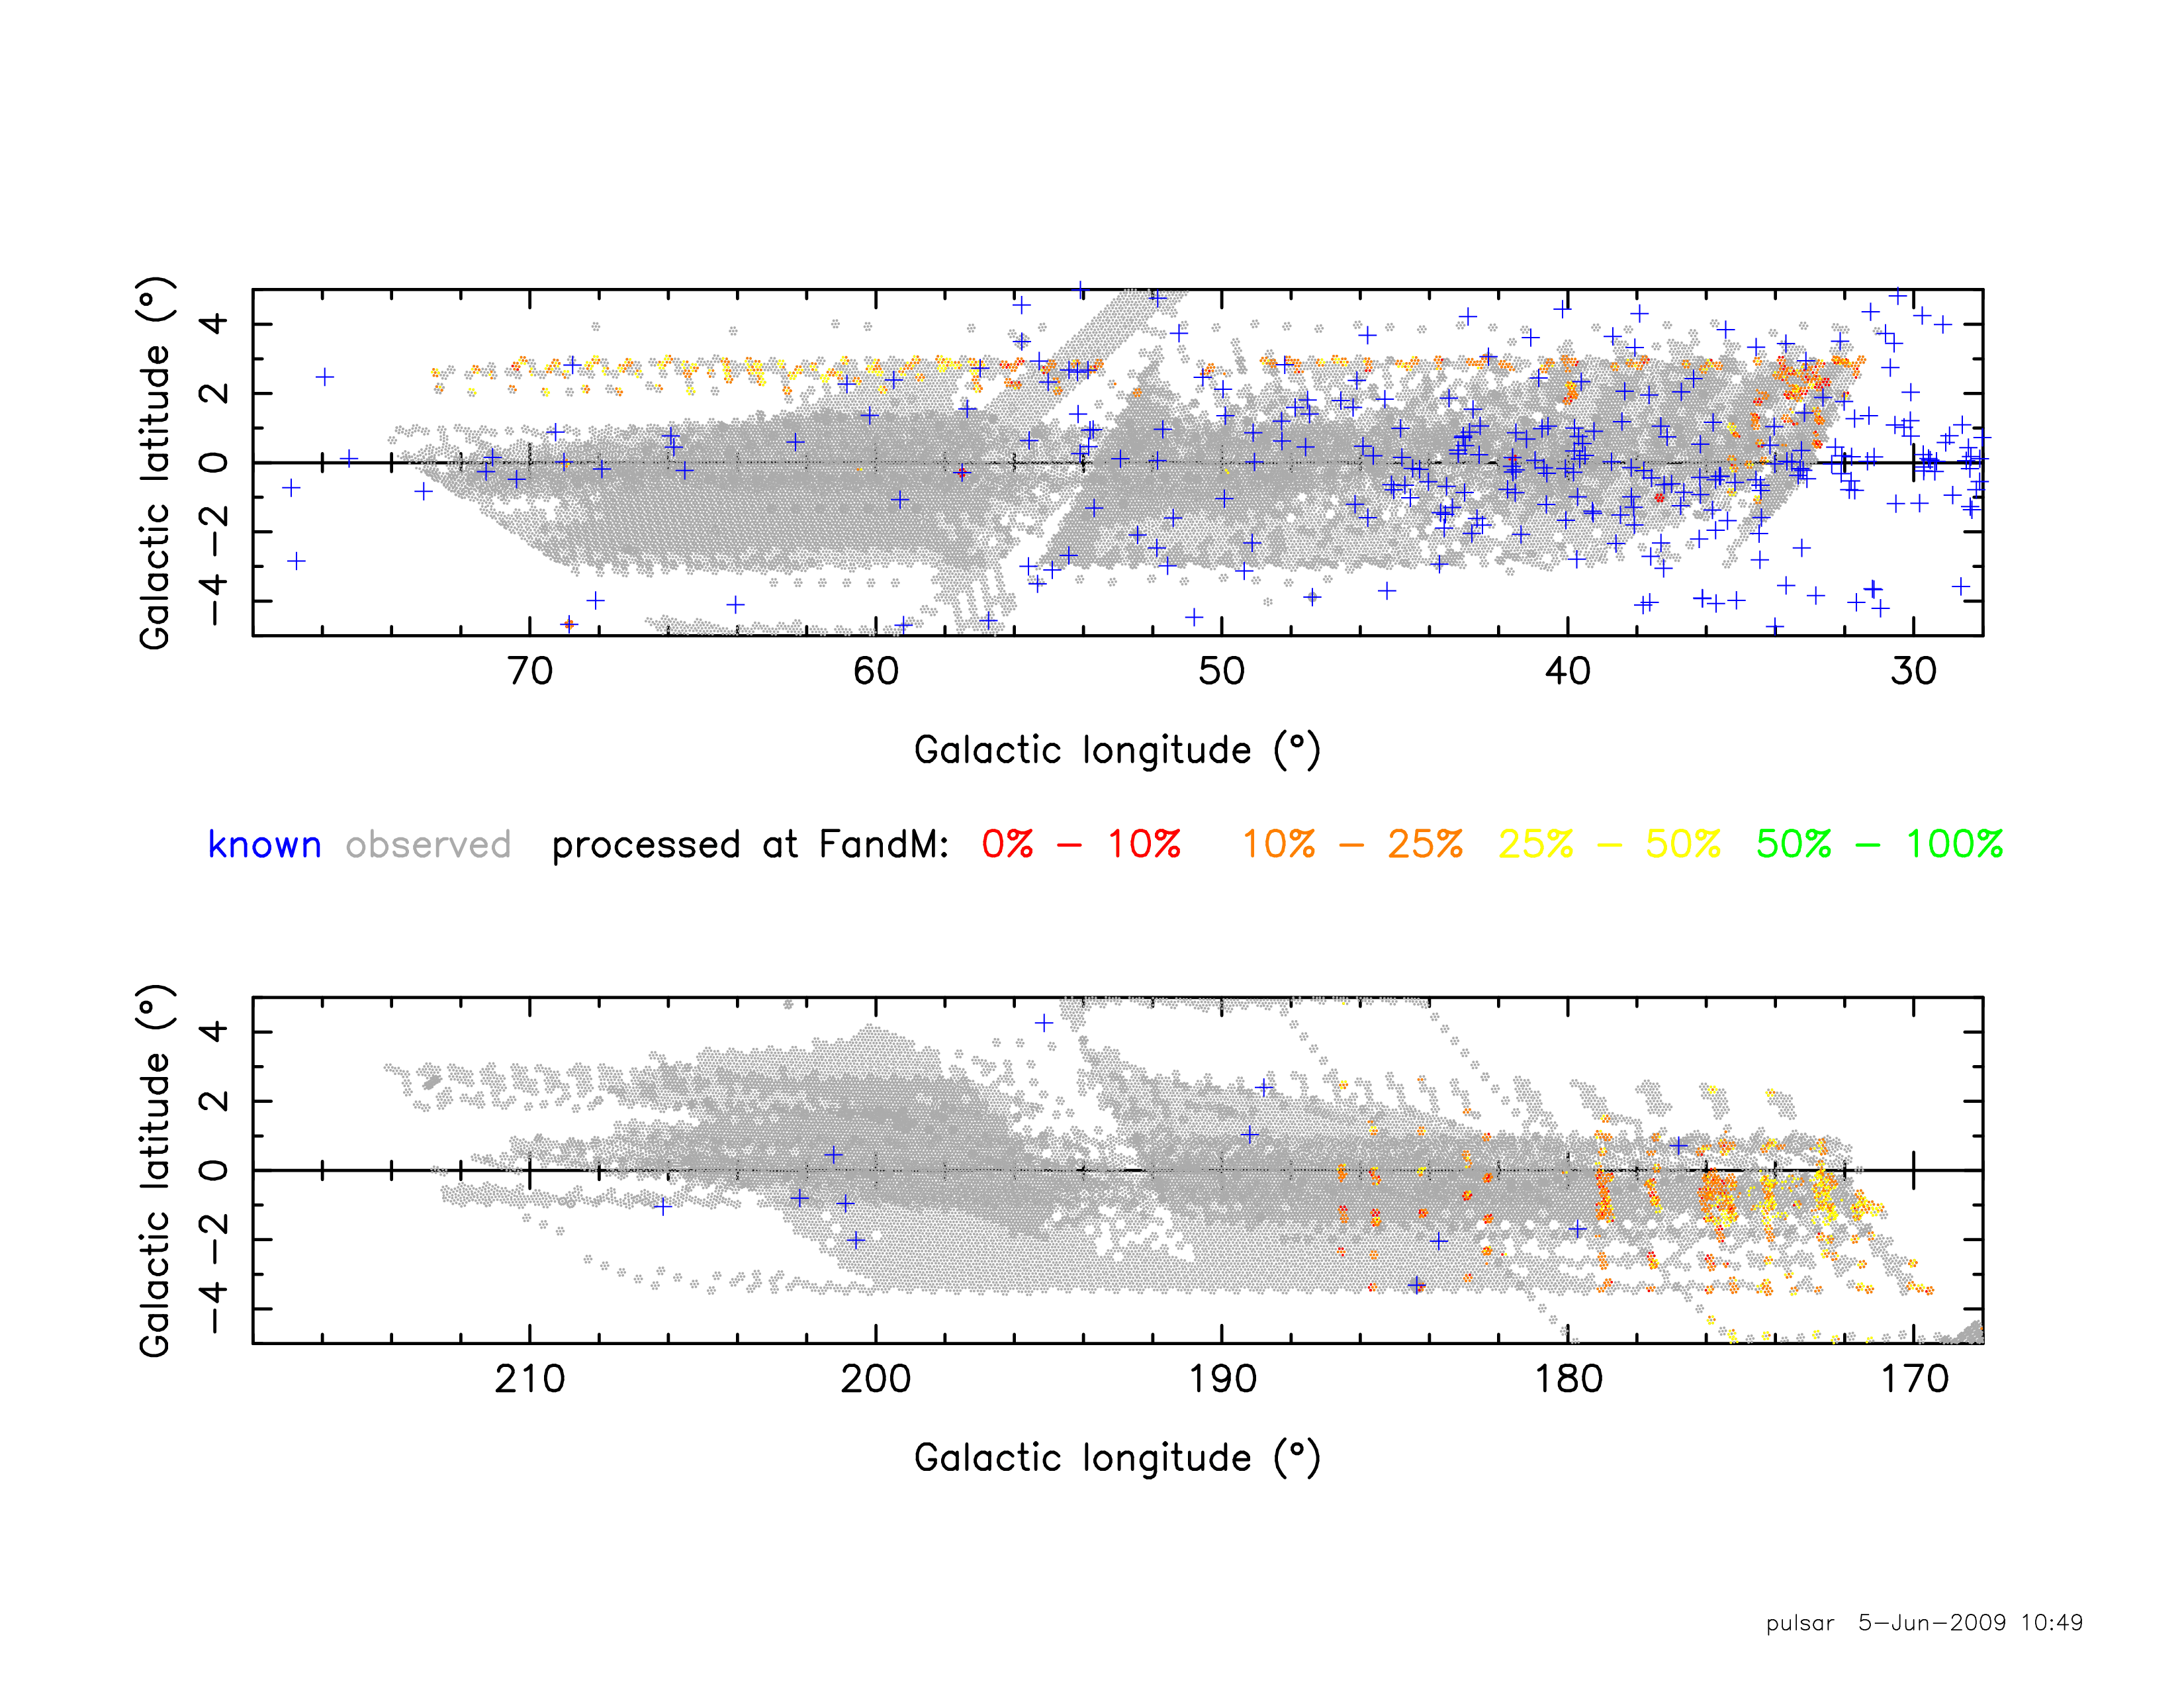 Galactic latitude (°)
4
2
0
−2
−4
70 60 50 40 30
Galactic longitude (°)
known observed processed at FandM: 0% − 10% 10% − 25% 25% − 50% 50% − 100%
Galactic latitude (°)
4
2
0
−2
−4
210 200 190 180 170
Galactic longitude (°)
pulsar 5−Jun−2009 10:49